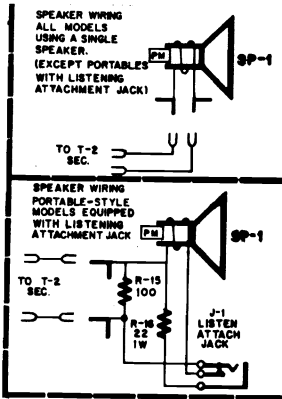 SPEAKER WIRING
ALL MODELS
USING A SINGLE
SPEAKER.
(EXCEPT PORTABLES
WITH LISTENING
ATTACHMENT JACK)
PM
SP-1
TO T-2
SEC.
SPEAKER WIRING
PORTABLE-STYLE
MODELS EQUIPPED
WITH LISTENING
ATTACHMENT JACK
PM
SP-1
TO T-2
SEC.
R-15
100
R-16
22
1W
J-1
LISTEN
ATTACH
JACK